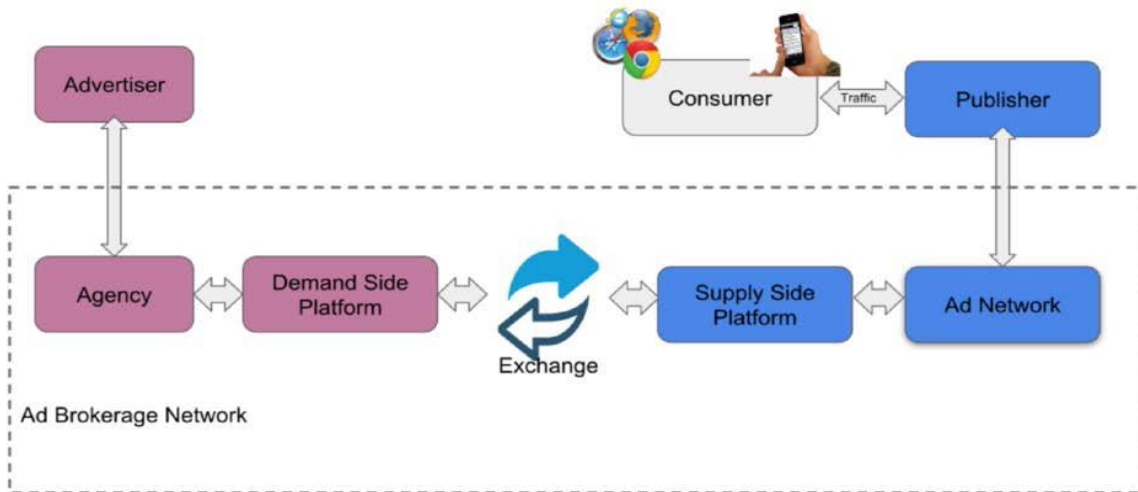 Advertiser
Consumer
Traffic
Publisher
Agency
Demand Side
Platform
Exchange
Supply Side
Platform
Ad Network
Ad Brokerage Network